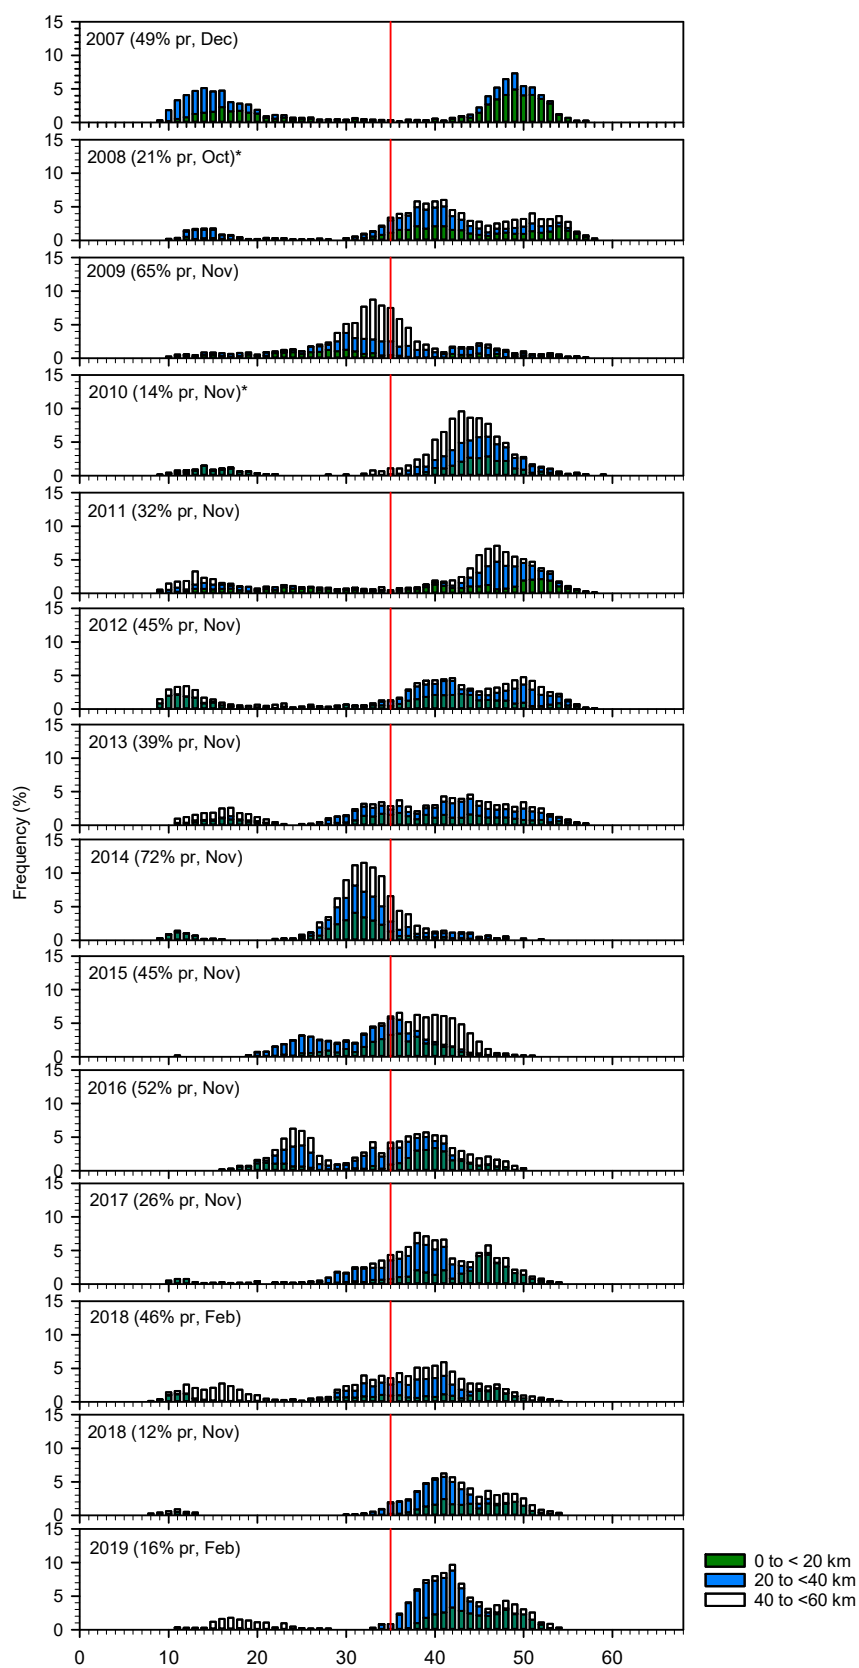 15
10
5
0
2007 (49% pr, Dec)
15
10
5
0
2008 (21% pr, Oct)*
15
10
5
0
2009 (65% pr, Nov)
15
10
5
0
2010 (14% pr, Nov)*
15
10
5
0
2011 (32% pr, Nov)
15
10
5
0
2012 (45% pr, Nov)
15
10
5
0
2013 (39% pr, Nov)
Frequency (%)
15
10
5
0
2014 (72% pr, Nov)
15
10
5
0
2015 (45% pr, Nov)
15
10
5
0
2016 (52% pr, Nov)
15
10
5
0
2017 (26% pr, Nov)
15
10
5
0
2018 (46% pr, Feb)
15
10
5
0
2018 (12% pr, Nov)
15
10
5
0
2019 (16% pr, Feb)
0 10 20 30 40 50 60
0 to < 20 km
20 to <40 km
40 to <60 km